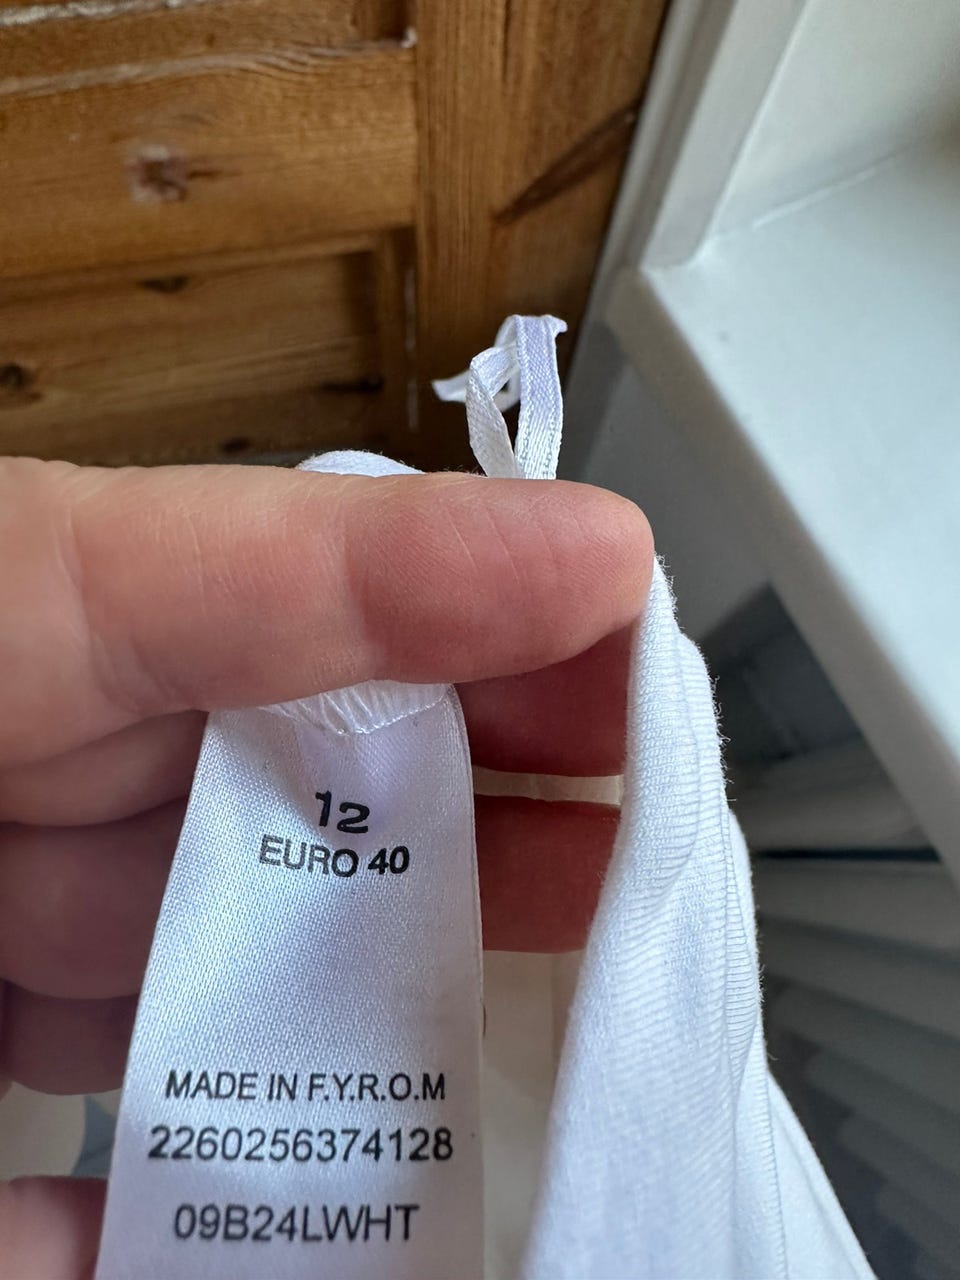 12
EURO 40
MADE IN F.Y.R.O.M
2260256374128
09B24LWHT